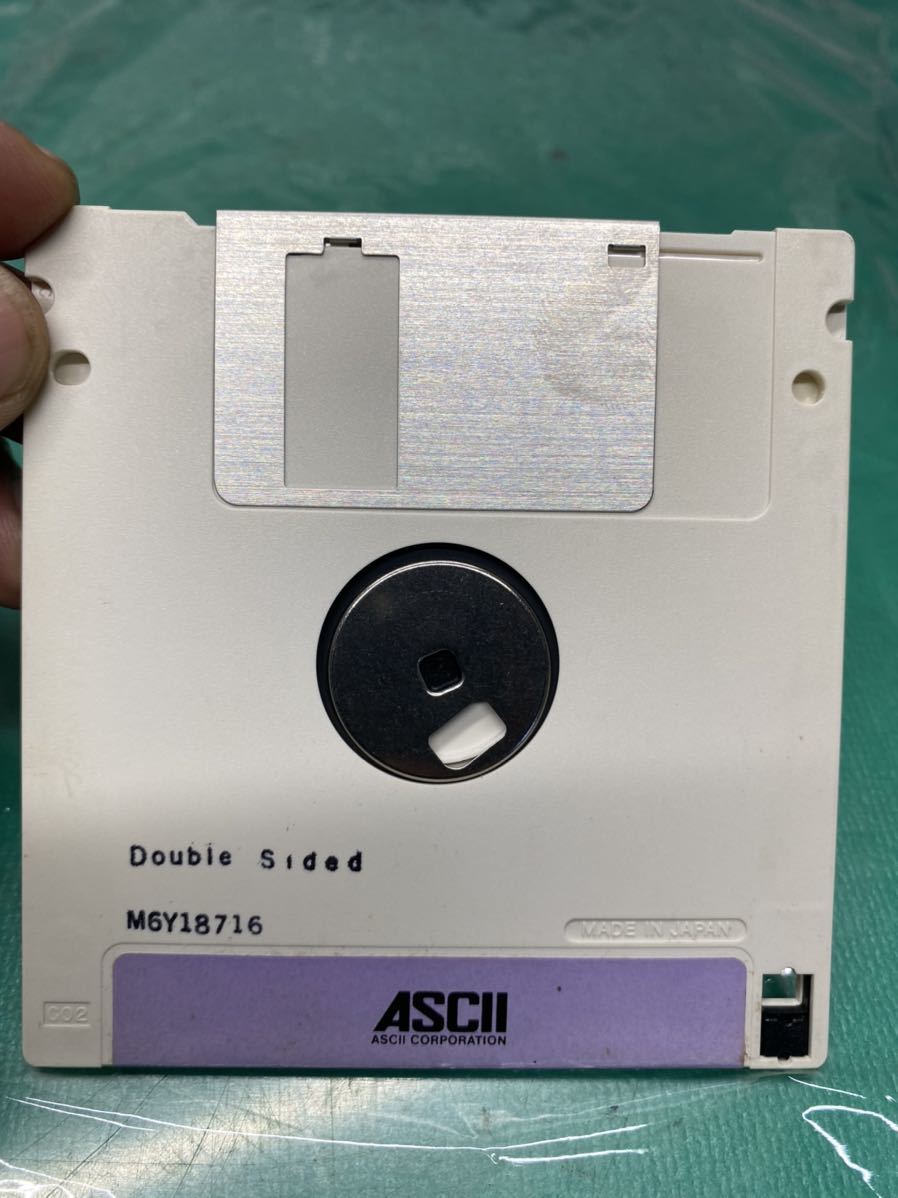 Double Sided
M6Y18716
MADE IN JAPAN
C02
ASCII
ASCII CORPORATION